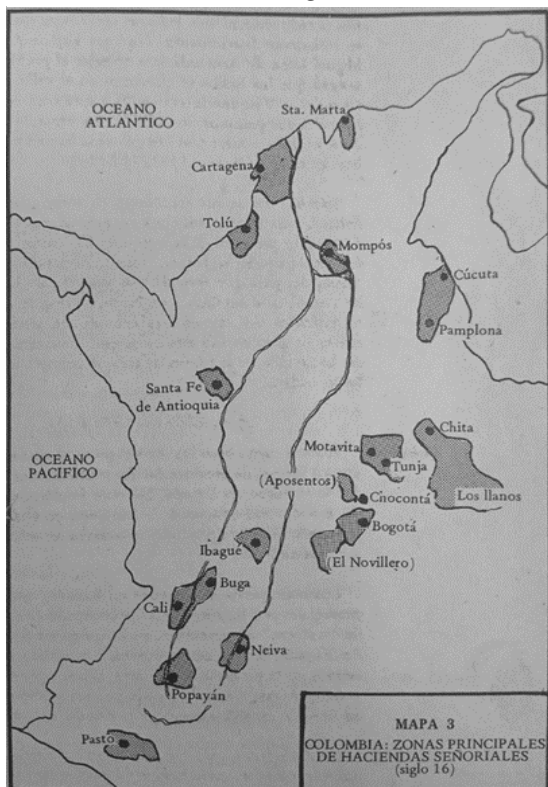 OCEANO
ATLANTICO
Sta. Marta
Cartagena
Tolú
Mompós
Cúcuta
Pamplona
Santa Fe
de Antioquia
OCEANO
PACIFICO
Chita
Motavita
Tunja
(Aposentos)
Chocontá
Los llanos
Bogotá
Ibagué
(El Novillero)
Buga
Cali
Neiva
Popayán
Pasto
MAPA 3
COLOMBIA: ZONAS PRINCIPALES
DE HACIENDAS SEÑORIALES
(siglo 16)